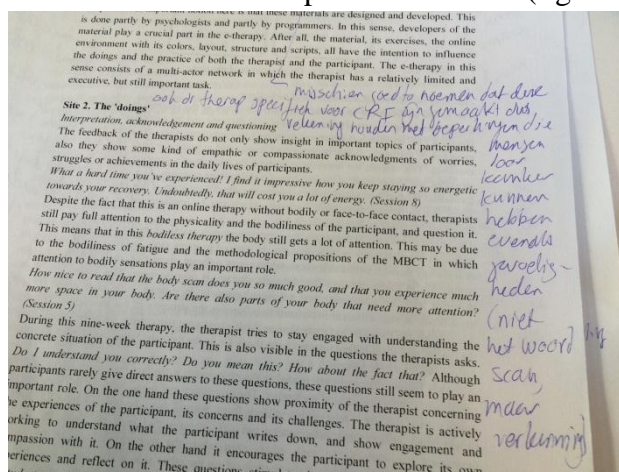 is done partly by psychologists and partly by programmers. In this sense, developers of the
material play a crucial part in the e-therapy. After all, the material, its exercises, the online
environment with its colors, layout, structure and scripts, all have the intention to influence
the doings and the practice of both the therapist and the participant. The e-therapy in this
sense consists of a multi-actor network in which the therapist has a relatively limited and
executive, but still important task.
misschien goed te noemen dat deze
Site 2. The 'doings'
voor CRF zijn gemaakt dus
Interpretation, acknowledgement and questioning
rekening houden met beperkingen die
The feedback of the therapists do not only show insight in important topics of participants,
mensen
also they show some kind of empathic or compassionate acknowledgments of worries,
door
struggles or achievements in the daily lives of participants.
kanker
What a hard time you've experienced! I find it impressive how you keep staying so energetic
kunnen
towards your recovery. Undoubtedly, that will cost you a lot of energy. (Session 8)
Despite the fact that this is an online therapy without bodily or face-to-face contact, therapists
hebben
still pay full attention to the physicality and the bodiliness of the participant, and question it.
evenals
This means that in this bodiless therapy the body still gets a lot of attention. This may be due
gevoelig-
to the bodiliness of fatigue and the methodological propositions of the MBCT in which
heden
attention to bodily sensations play an important role.
How nice to read that the body scan does you so much good, and that you experience much
(niet
more space in your body. Are there also parts of your body that need more attention?
het woord
(Session 5)
During this nine-week therapy, the therapist tries to stay engaged with understanding the
concrete situation of the participant. This is also visible in the questions the therapists asks.
scan,
Do I understand you correctly? Do you mean this? How about the fact that? Although
maar
participants rarely give direct answers to these questions, these questions still seem to play an
important role. On the one hand these questions show proximity of the therapist concerning
verkenning)
the experiences of the participant, its concerns and its challenges. The therapist is actively
working to understand what the participant writes down, and show engagement and
compassion with it. On the other hand it encourages the participant to explore its own
experiences and reflect on it. These questions